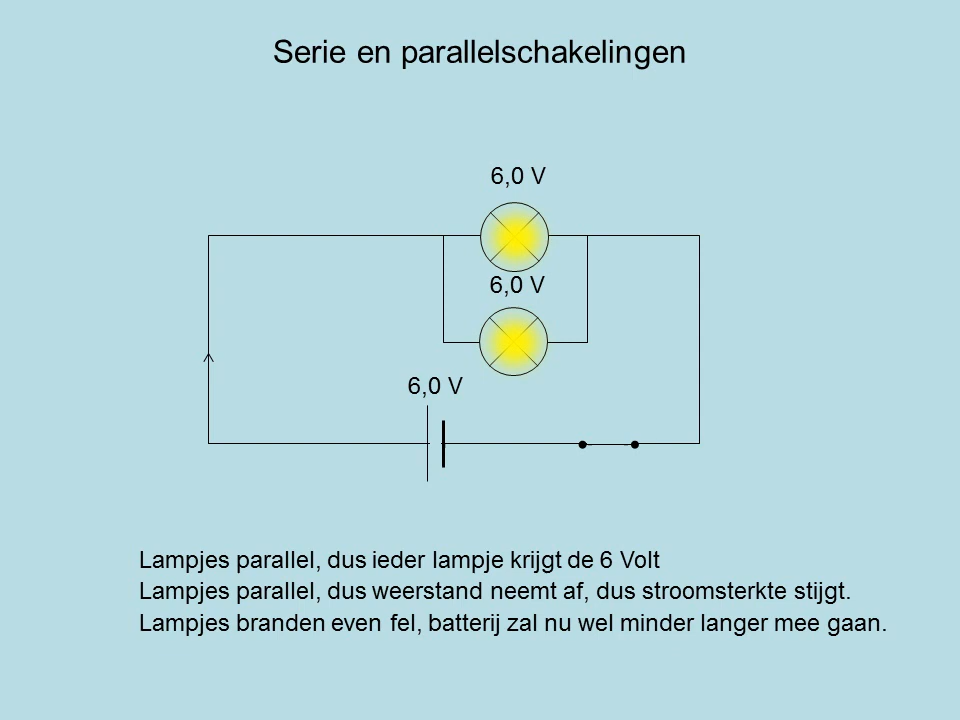 Serie en parallelschakelingen
6,0 V
6,0 V
6,0 V
Lampjes parallel, dus ieder lampje krijgt de 6 Volt
Lampjes parallel, dus weerstand neemt af, dus stroomsterkte stijgt.
Lampjes branden even fel, batterij zal nu wel minder langer mee gaan.